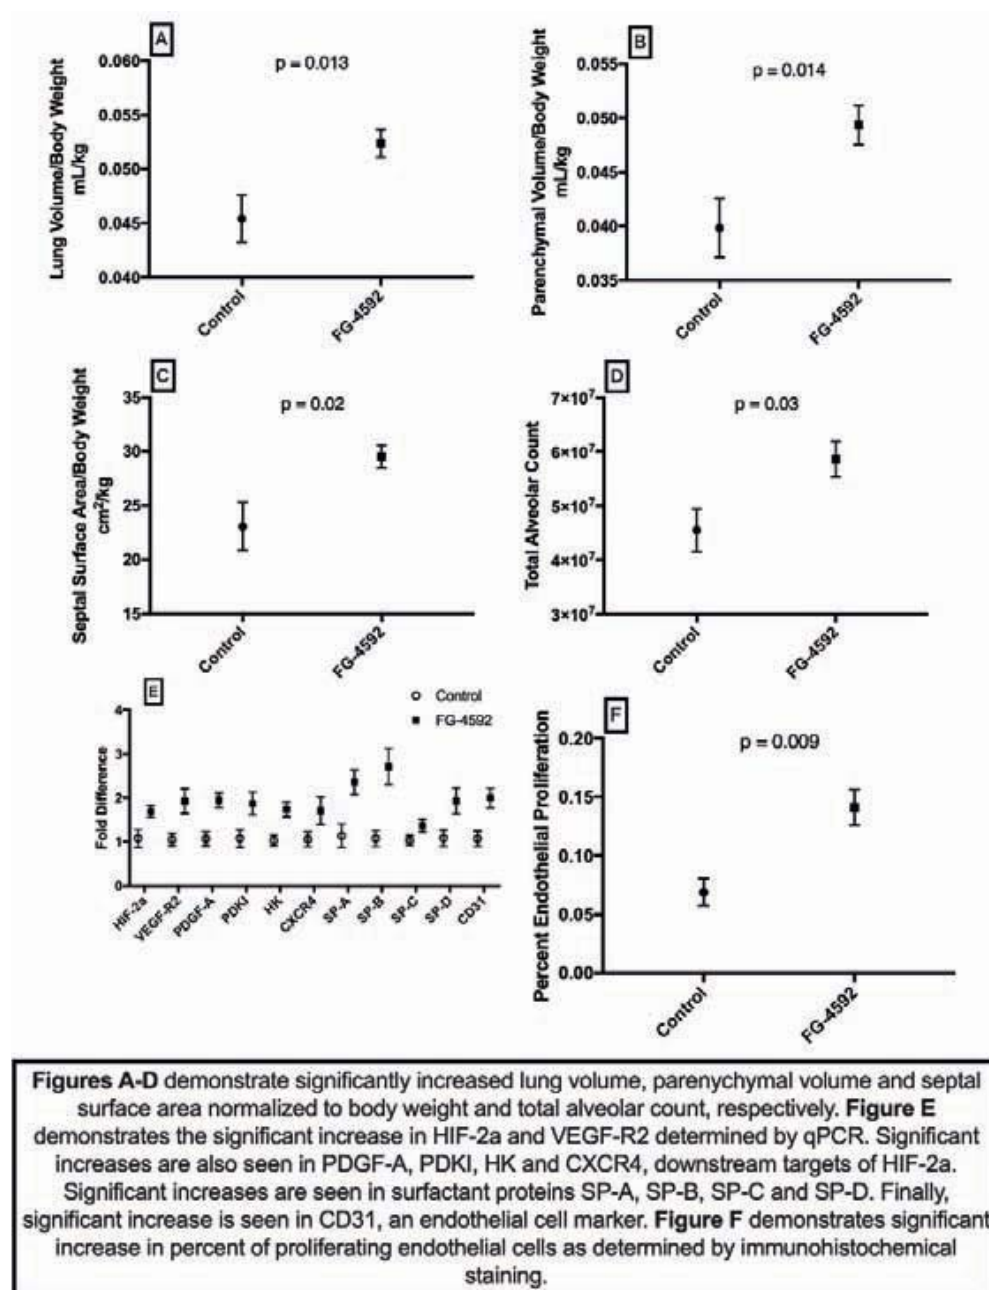 A
p = 0.013
0.060
0.055
0.050
0.045
0.040
Lung Volume/Body Weight
mL/kg
Control
FG-4592
B
p = 0.014
0.055
0.050
0.045
0.040
0.035
Parenchymal Volume/Body Weight
mL/kg
Control
FG-4592
C
p = 0.02
35
30
25
20
15
Septal Surface Area/Body Weight
cm²/kg
Control
FG-4592
D
p = 0.03
7×10⁷
6×10⁷
5×10⁷
4×10⁷
3×10⁷
Total Alveolar Count
Control
FG-4592
E
Control
FG-4592
4
3
2
1
0
Fold Difference
HIF-2a
VEGF-R2
PDGF-A
PDKI
HK
CXCR4
SP-A
SP-B
SP-C
SP-D
CD31
F
p = 0.009
0.20
0.15
0.10
0.05
0.00
Percent Endothelial Proliferation
Control
FG-4592
Figures A-D demonstrate significantly increased lung volume, parenychymal volume and septal
surface area normalized to body weight and total alveolar count, respectively. Figure E
demonstrates the significant increase in HIF-2a and VEGF-R2 determined by qPCR. Significant
increases are also seen in PDGF-A, PDKI, HK and CXCR4, downstream targets of HIF-2a.
Significant increases are seen in surfactant proteins SP-A, SP-B, SP-C and SP-D. Finally,
significant increase is seen in CD31, an endothelial cell marker. Figure F demonstrates significant
increase in percent of proliferating endothelial cells as determined by immunohistochemical
staining.